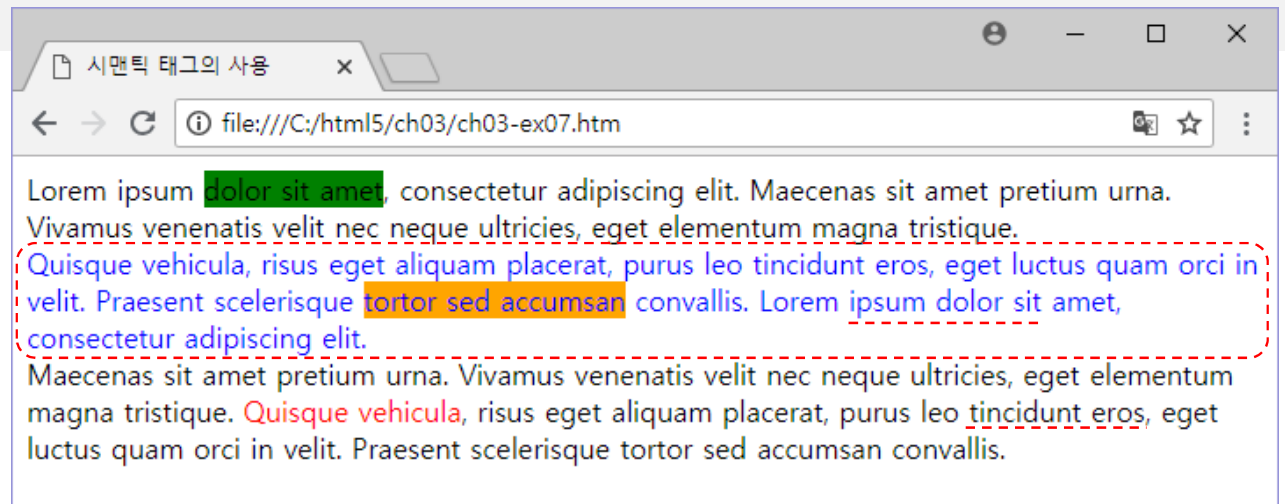 시맨틱 태그의 사용
file:///C:/html5/ch03/ch03-ex07.htm
Lorem ipsum dolor sit amet, consectetur adipiscing elit. Maecenas sit amet pretium urna.
Vivamus venenatis velit nec neque ultricies, eget elementum magna tristique.
Quisque vehicula, risus eget aliquam placerat, purus leo tincidunt eros, eget luctus quam orci in
velit. Praesent scelerisque tortor sed accumsan convallis. Lorem ipsum dolor sit amet,
consectetur adipiscing elit.
Maecenas sit amet pretium urna. Vivamus venenatis velit nec neque ultricies, eget elementum
magna tristique. Quisque vehicula, risus eget aliquam placerat, purus leo tincidunt eros, eget
luctus quam orci in velit. Praesent scelerisque tortor sed accumsan convallis.